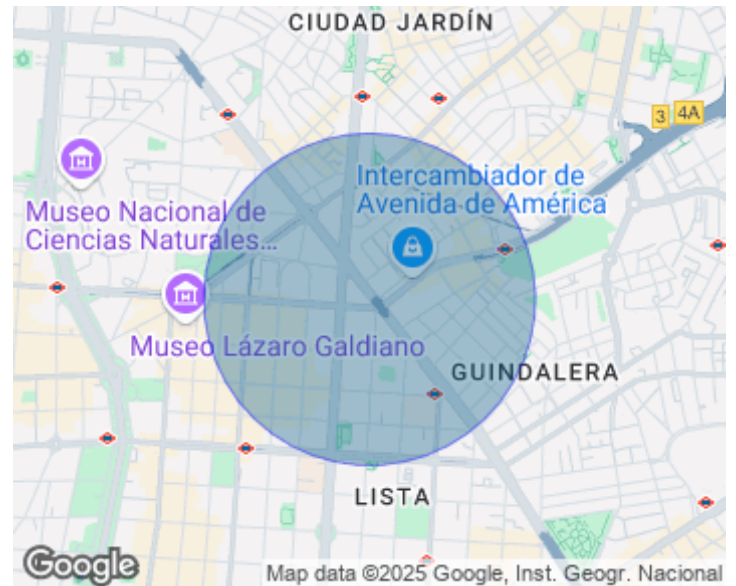 CIUDAD JARDÍN
3 4A
Intercambiador de
Avenida de América
Museo Nacional de
Ciencias Naturales...
Museo Lázaro Galdiano
GUINDALERA
LISTA
Google
Map data ©2025 Google, Inst. Geogr. Nacional